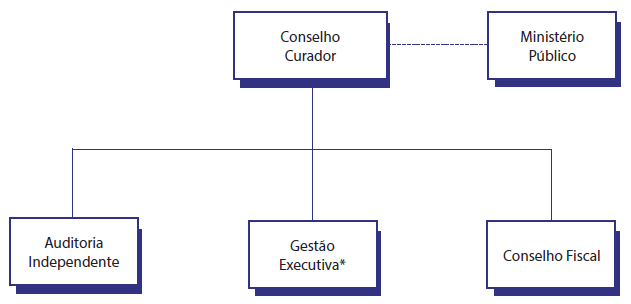 Conselho
Curador
Ministério
Público
Auditoria
Independente
Gestão
Executiva*
Conselho Fiscal